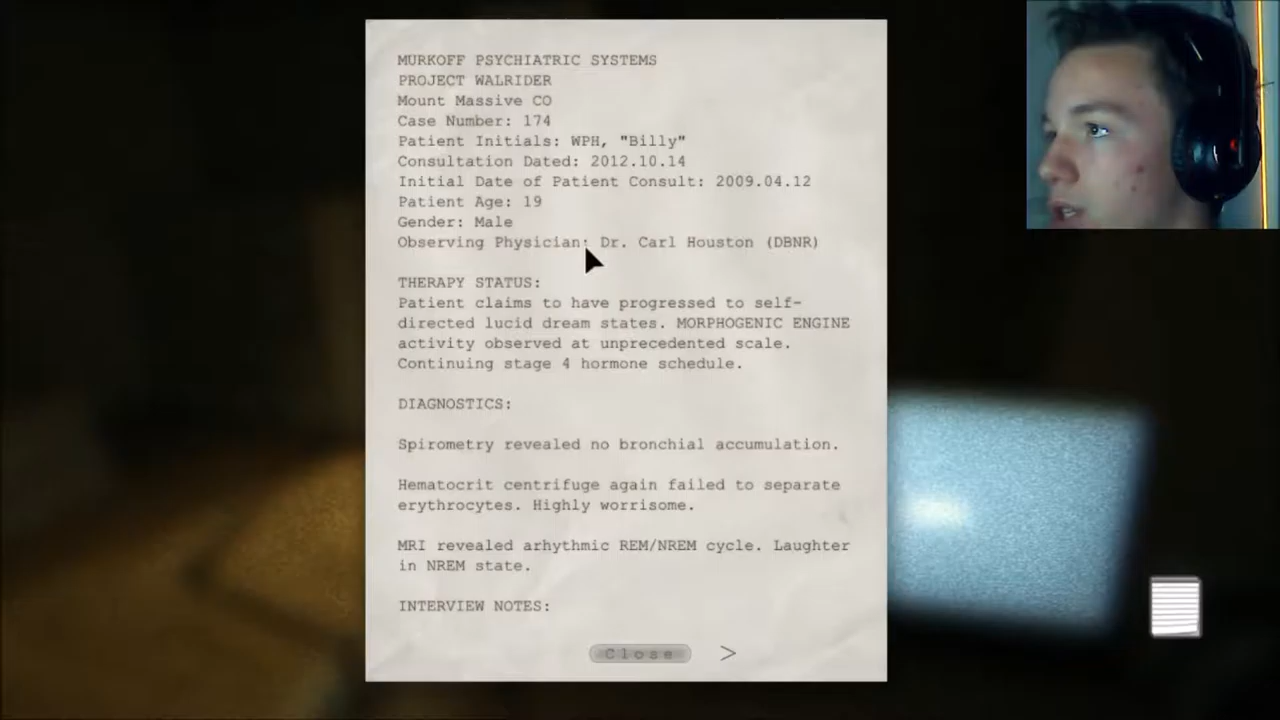 MURKOFF PSYCHIATRIC SYSTEMS
PROJECT WALRIDER
Mount Massive CO
Case Number: 174
Patient Initials: WPH, "Billy"
Consultation Dated: 2012.10.14
Initial Date of Patient Consult: 2009.04.12
Patient Age: 19
Gender: Male
Observing Physician: Dr. Carl Houston (DBNR)
THERAPY STATUS:
Patient claims to have progressed to self-
directed lucid dream states. MORPHOGENIC ENGINE
activity observed at unprecedented scale.
Continuing stage 4 hormone schedule.
DIAGNOSTICS:
Spirometry revealed no bronchial accumulation.
Hematocrit centrifuge again failed to separate
erythrocytes. Highly worrisome.
MRI revealed arhythmic REM/NREM cycle. Laughter
in NREM state.
INTERVIEW NOTES:
Close >